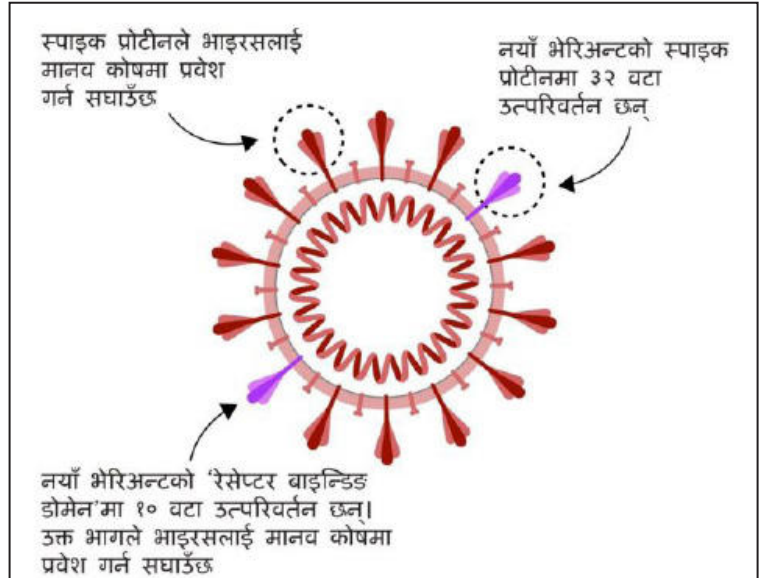 स्पाइक प्रोटीनले भाइरसलाई
मानव कोषमा प्रवेश
गर्न सघाउँछ
नयाँ भेरिअन्टको स्पाइक
प्रोटीनमा ३२ वटा
उत्परिवर्तन छन्
नयाँ भेरिअन्टको ‘रेसेप्टर बाइन्डिङ
डोमेन’मा १० वटा उत्परिवर्तन छन्।
उक्त भागले भाइरसलाई मानव कोषमा
प्रवेश गर्न सघाउँछ